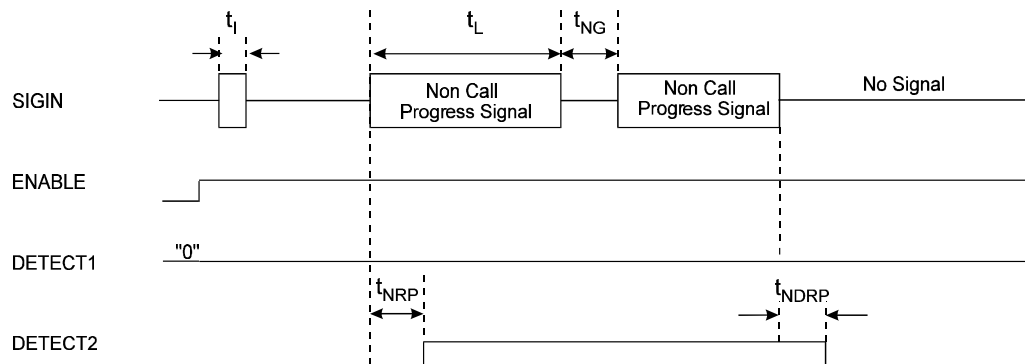 tI
tL
tNG
SIGIN
Non Call
Progress Signal
Non Call
Progress Signal
No Signal
ENABLE
DETECT1
"0"
tNRP
tNDRP
DETECT2